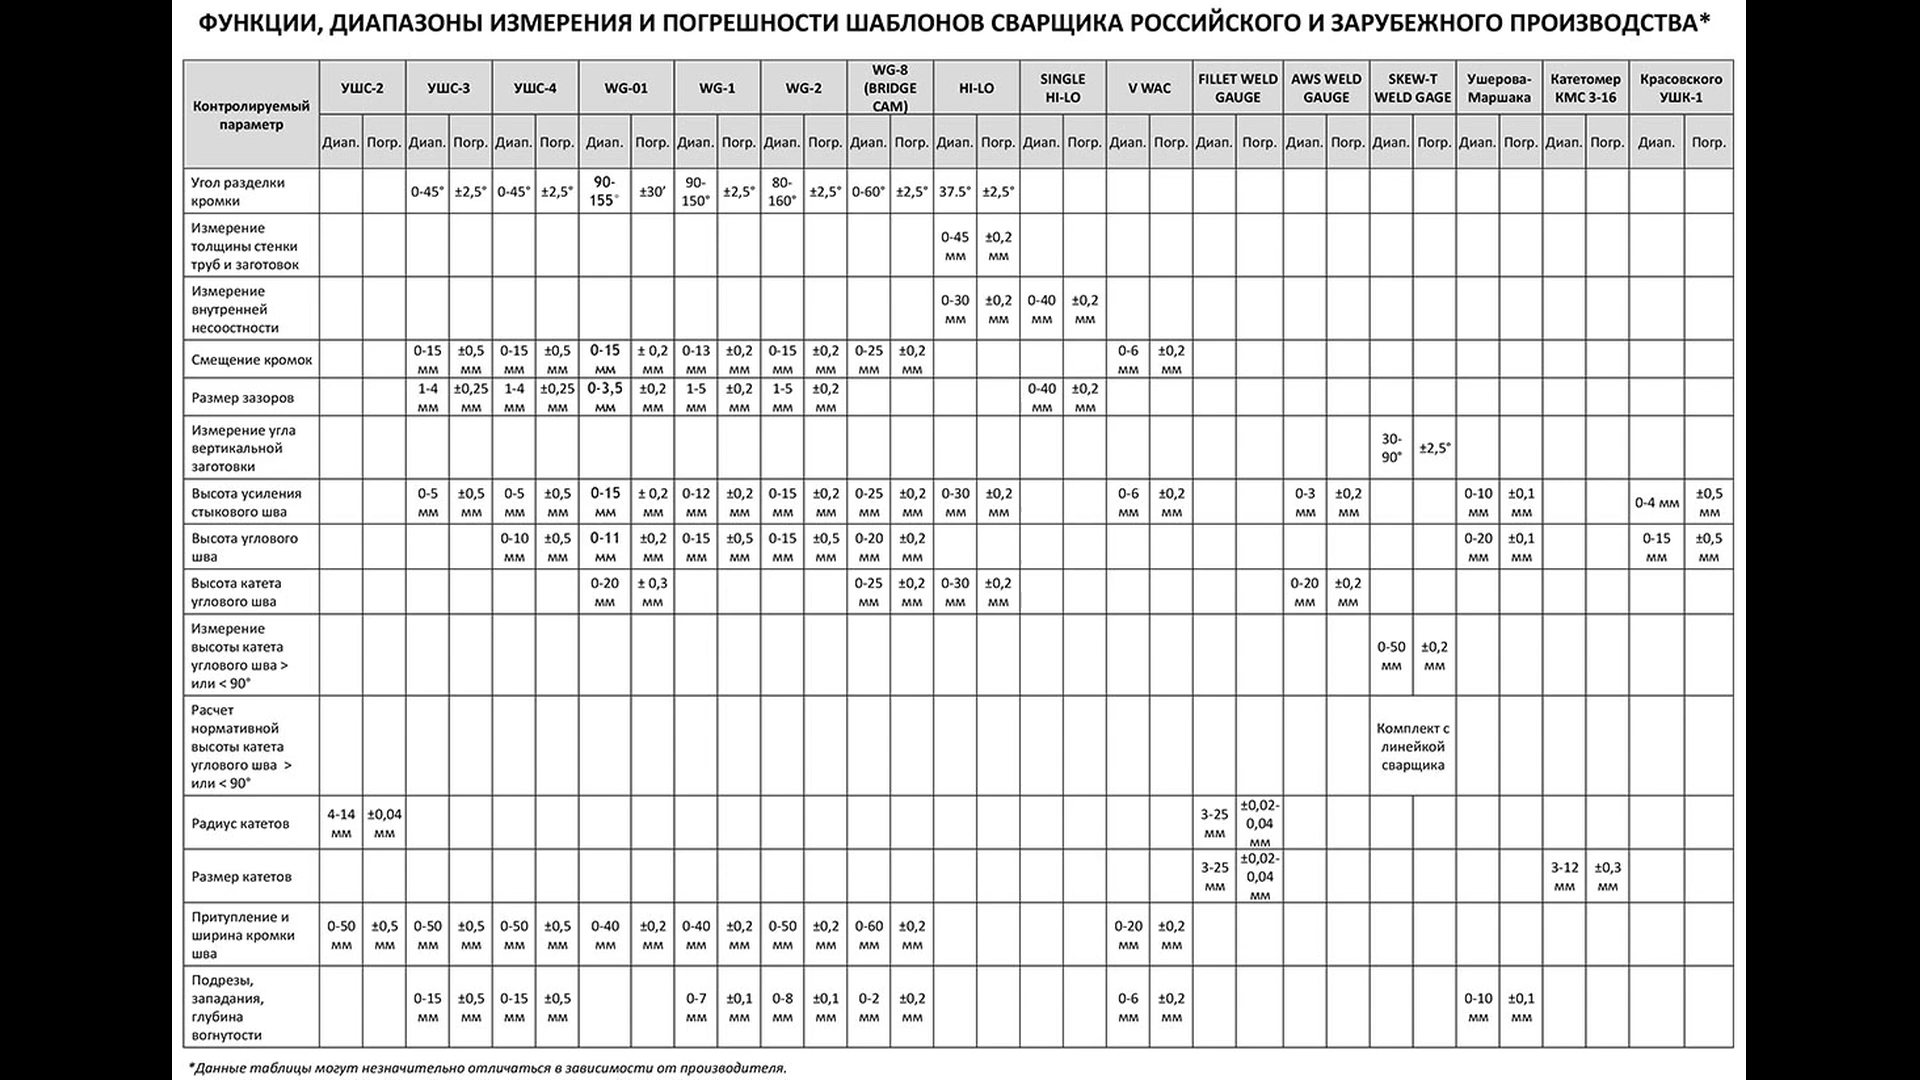 ФУНКЦИИ, ДИАПАЗОНЫ ИЗМЕРЕНИЯ И ПОГРЕШНОСТИ ШАБЛОНОВ СВАРЩИКА РОССИЙСКОГО И ЗАРУБЕЖНОГО ПРОИЗВОДСТВА*
Контролируемый параметр УШС-2 УШС-3 УШС-4 WG-01 WG-1 WG-2 WG-8 (BRIDGE CAM) HI-LO SINGLE HI-LO V WAC FILLET WELD GAUGE AWS WELD GAUGE SKEW-T WELD GAGE Ушерова-Маршака Катетомер КМС 3-16 Красовского УШК-1
Диап. Погр. Диап. Погр. Диап. Погр. Диап. Погр. Диап. Погр. Диап. Погр. Диап. Погр. Диап. Погр. Диап. Погр. Диап. Погр. Диап. Погр. Диап. Погр. Диап. Погр. Диап. Погр. Диап. Погр. Диап. Погр.
Угол разделки кромки 0-45° ±2,5° 0-45° ±2,5° 90-155° ±30’ 90-150° ±2,5° 80-160° ±2,5° 0-60° ±2,5° 37.5° ±2,5°
Измерение толщины стенки труб и заготовок 0-45 мм ±0,2 мм
Измерение внутренней несоостности 0-30 мм ±0,2 мм 0-40 мм ±0,2 мм
Смещение кромок 0-15 мм ±0,5 мм 0-15 мм ±0,5 мм 0-15 мм ± 0,2 мм 0-13 мм ±0,2 мм 0-15 мм ±0,2 мм 0-25 мм ±0,2 мм 0-6 мм ±0,2 мм
Размер зазоров 1-4 мм ±0,25 мм 1-4 мм ±0,25 мм 0-3,5 мм ±0,2 мм 1-5 мм ±0,2 мм 1-5 мм ±0,2 мм 0-40 мм ±0,2 мм
Измерение угла вертикальной заготовки 30-90° ±2,5°
Высота усиления стыкового шва 0-5 мм ±0,5 мм 0-5 мм ±0,5 мм 0-15 мм ± 0,2 мм 0-12 мм ±0,2 мм 0-15 мм ±0,2 мм 0-25 мм ±0,2 мм 0-30 мм ±0,2 мм 0-6 мм ±0,2 мм 0-3 мм ±0,2 мм 0-10 мм ±0,1 мм 0-4 мм ±0,5 мм
Высота углового шва 0-10 мм ±0,5 мм 0-11 мм ±0,2 мм 0-15 мм ±0,5 мм 0-15 мм ±0,5 мм 0-20 мм ±0,2 мм 0-20 мм ±0,1 мм 0-15 мм ±0,5 мм
Высота катета углового шва 0-20 мм ± 0,3 мм 0-25 мм ±0,2 мм 0-30 мм ±0,2 мм 0-20 мм ±0,2 мм
Измерение высоты катета углового шва > или < 90° 0-50 мм ±0,2 мм
Расчет нормативной высоты катета углового шва > или < 90° Комплект с линейкой сварщика
Радиус катетов 4-14 мм ±0,04 мм 3-25 мм ±0,02-0,04 мм
Размер катетов 3-25 мм ±0,02-0,04 мм 3-12 мм ±0,3 мм
Притупление и ширина кромки шва 0-50 мм ±0,5 мм 0-50 мм ±0,5 мм 0-50 мм ±0,5 мм 0-40 мм ±0,2 мм 0-40 мм ±0,2 мм 0-50 мм ±0,2 мм 0-60 мм ±0,2 мм 0-20 мм ±0,2 мм
Подрезы, западания, глубина вогнутости 0-15 мм ±0,5 мм 0-15 мм ±0,5 мм 0-7 мм ±0,1 мм 0-8 мм ±0,1 мм 0-2 мм ±0,2 мм 0-6 мм ±0,2 мм 0-10 мм ±0,1 мм
*Данные таблицы могут незначительно отличаться в зависимости от производителя.